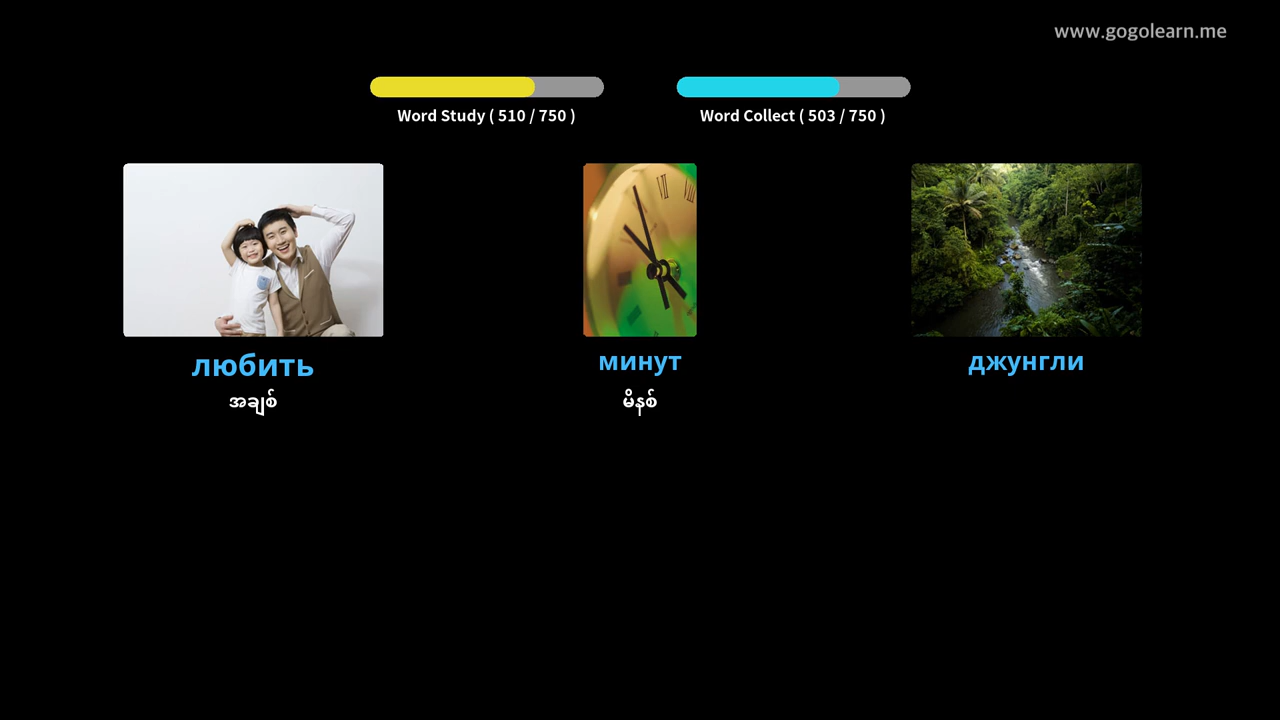 www.gogolearn.me
Word Study ( 510 / 750 )
Word Collect ( 503 / 750 )
любить
အချစ်
минут
မိနစ်
джунгли